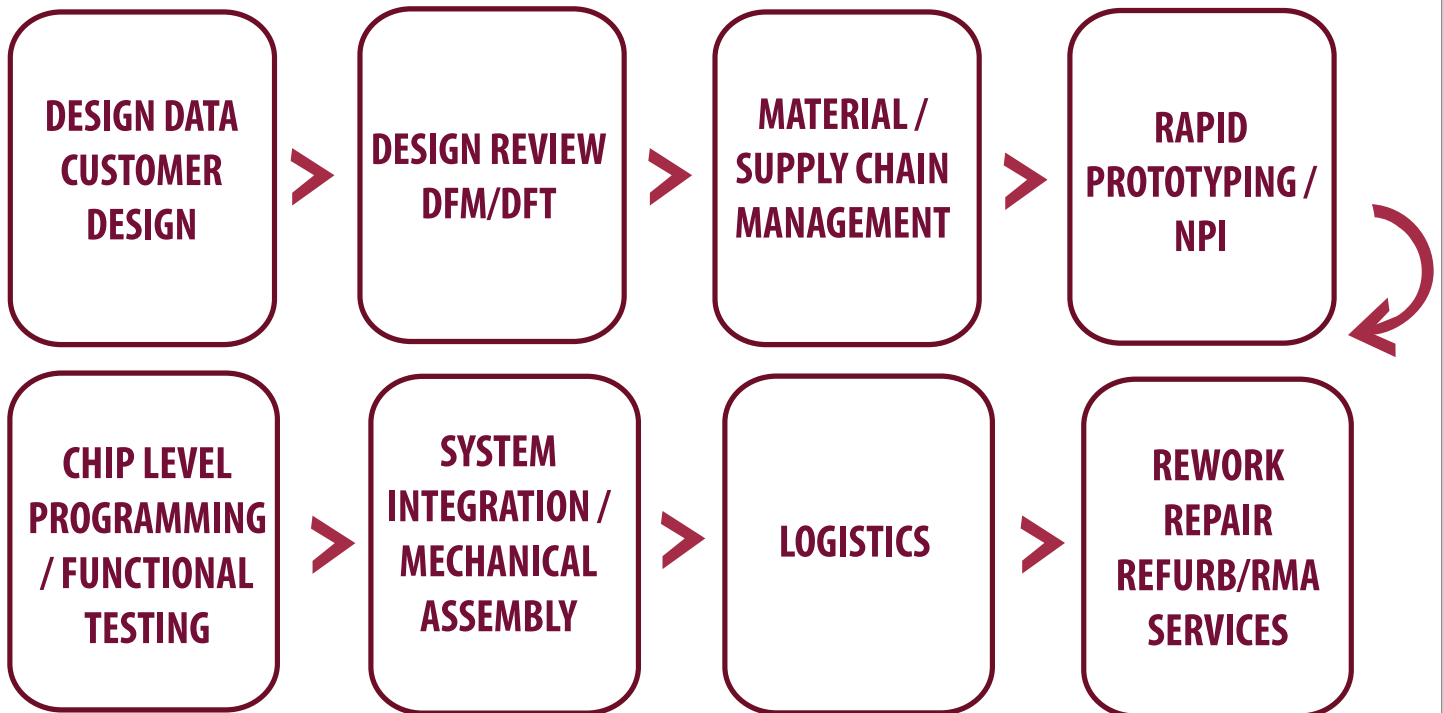 DESIGN DATA
CUSTOMER
DESIGN
DESIGN REVIEW
DFM/DFT
MATERIAL /
SUPPLY CHAIN
MANAGEMENT
RAPID
PROTOTYPING /
NPI
CHIP LEVEL
PROGRAMMING
/ FUNCTIONAL
TESTING
SYSTEM
INTEGRATION /
MECHANICAL
ASSEMBLY
LOGISTICS
REWORK
REPAIR
REFURB/RMA
SERVICES